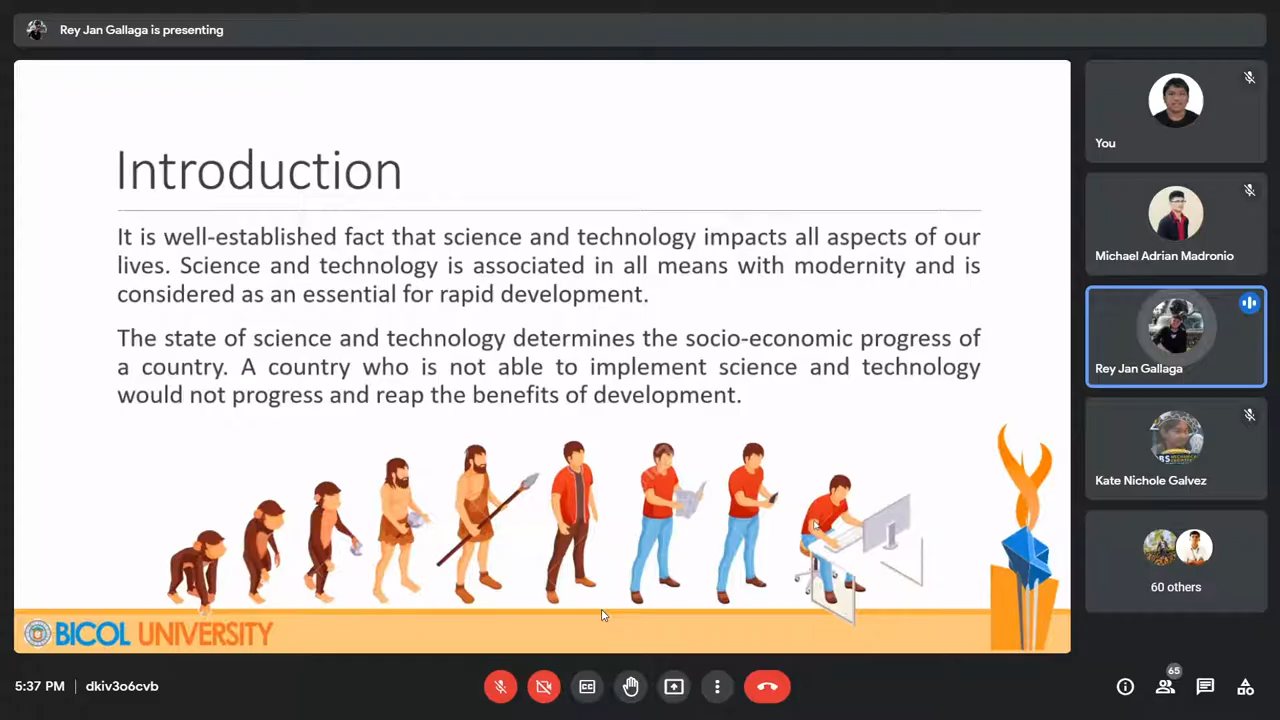 Rey Jan Gallaga is presenting
Introduction
It is well-established fact that science and technology impacts all aspects of our
lives. Science and technology is associated in all means with modernity and is
considered as an essential for rapid development.
The state of science and technology determines the socio-economic progress of
a country. A country who is not able to implement science and technology
would not progress and reap the benefits of development.
BICOL UNIVERSITY
You
Michael Adrian Madronio
Rey Jan Gallaga
Kate Nichole Galvez
60 others
5:37 PM | dkiv3o6cvb
CC
65